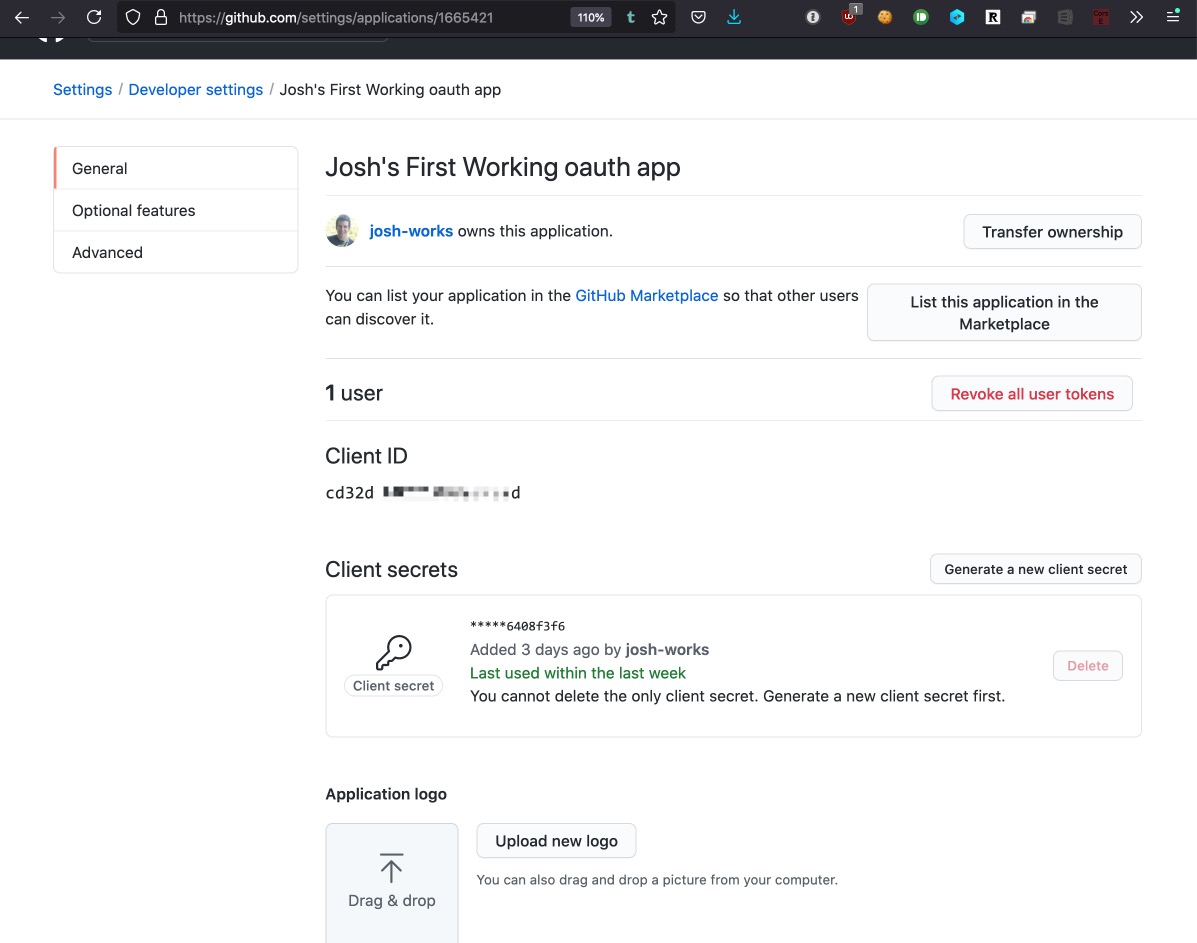 https://github.com/settings/applications/1665421
110%
t
1
R
Settings / Developer settings / Josh's First Working oauth app
General
Optional features
Advanced
Josh's First Working oauth app
josh-works owns this application.
Transfer ownership
You can list your application in the GitHub Marketplace so that other users
can discover it.
List this application in the
Marketplace
1 user
Revoke all user tokens
Client ID
cd32d
d
Client secrets
Generate a new client secret
*****6408f3f6
Added 3 days ago by josh-works
Last used within the last week
You cannot delete the only client secret. Generate a new client secret first.
Client secret
Delete
Application logo
Drag & drop
Upload new logo
You can also drag and drop a picture from your computer.